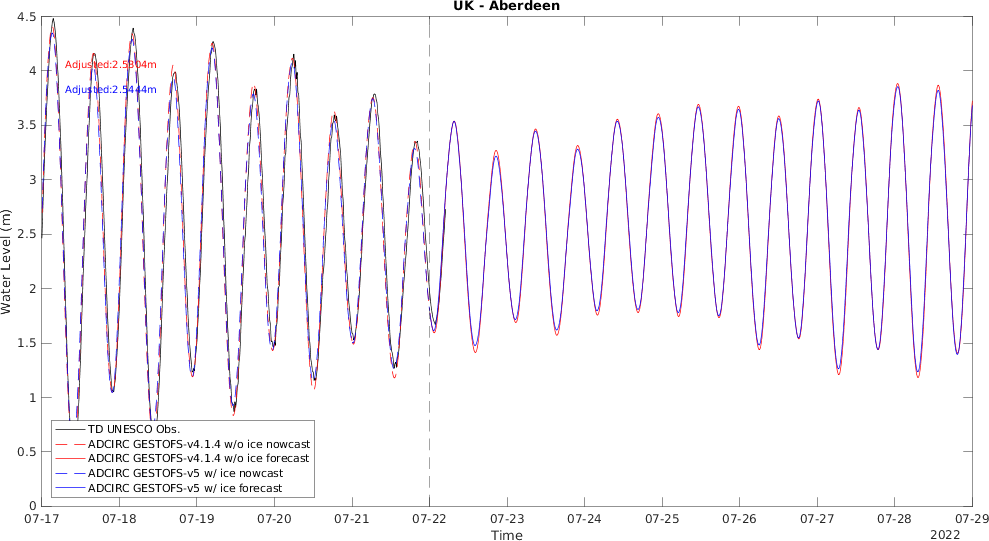 UK - Aberdeen
4.5
4
3.5
3
2.5
2
1.5
1
0.5
0
Water Level (m)
Adjusted:2.5304m
Adjusted:2.5444m
TD UNESCO Obs.
ADCIRC GESTOFS-v4.1.4 w/o ice nowcast
ADCIRC GESTOFS-v4.1.4 w/o ice forecast
ADCIRC GESTOFS-v5 w/ ice nowcast
ADCIRC GESTOFS-v5 w/ ice forecast
07-17 07-18 07-19 07-20 07-21 07-22 07-23 07-24 07-25 07-26 07-27 07-28 07-29
Time
2022